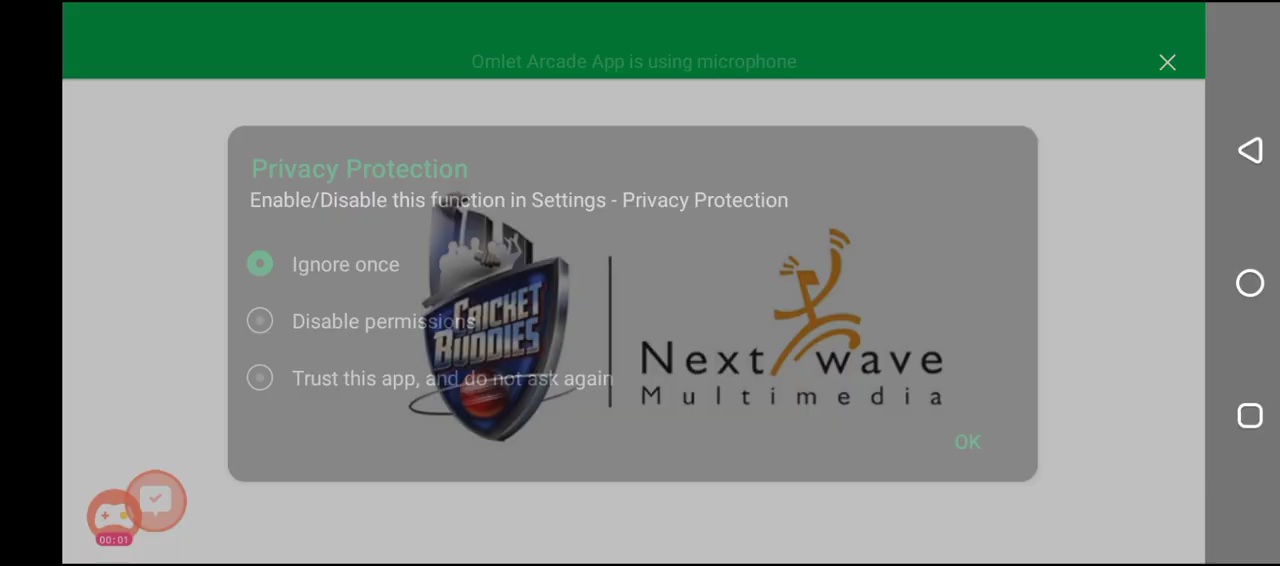 Omlet Arcade App is using microphone
Privacy Protection
Enable/Disable this function in Settings - Privacy Protection
Ignore once
Disable permissions
Trust this app, and do not ask again
CRICKET
BUDDIES
Next wave
Multimedia
OK
00:01